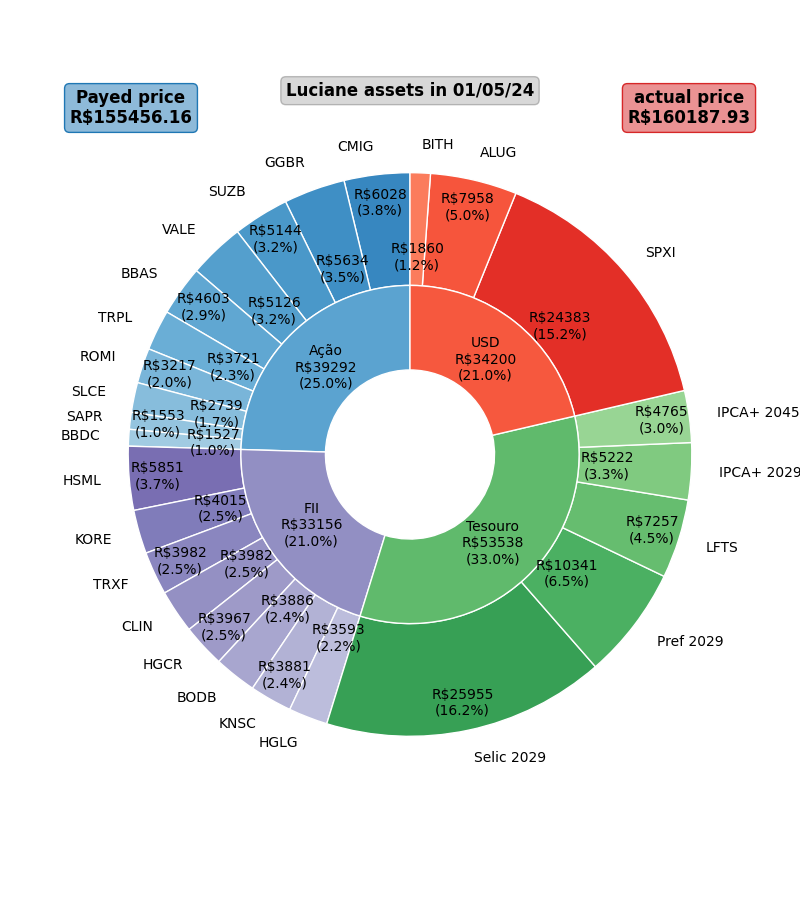 Payed price
R$155456.16
Luciane assets in 01/05/24
actual price
R$160187.93
BITH
R$1860
(1.2%)
ALUG
R$7958
(5.0%)
SPXI
R$24383
(15.2%)
IPCA+ 2045
R$4765
(3.0%)
IPCA+ 2029
R$5222
(3.3%)
LFTS
R$7257
(4.5%)
Pref 2029
R$10341
(6.5%)
Selic 2029
R$25955
(16.2%)
HGLG
R$3593
(2.2%)
KNSC
R$3881
(2.4%)
BODB
R$3886
(2.4%)
HGCR
R$3967
(2.5%)
CLIN
R$3982
(2.5%)
TRXF
R$3982
(2.5%)
KORE
R$4015
(2.5%)
HSML
R$5851
(3.7%)
BBDC
R$1527
(1.0%)
SAPR
R$1553
(1.0%)
SLCE
R$2739
(1.7%)
ROMI
R$3217
(2.0%)
TRPL
R$3721
(2.3%)
BBAS
R$4603
(2.9%)
VALE
R$5126
(3.2%)
SUZB
R$5144
(3.2%)
GGBR
R$5634
(3.5%)
CMIG
R$6028
(3.8%)
USD
R$34200
(21.0%)
Tesouro
R$53538
(33.0%)
FII
R$33156
(21.0%)
Ação
R$39292
(25.0%)